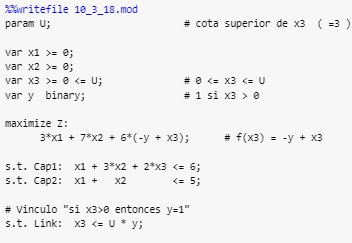 %%writefile 10_3_18.mod
param U; # cota superior de x3 ( =3 )
var x1 >= 0;
var x2 >= 0;
var x3 >= 0 <= U; # 0 <= x3 <= U
var y binary; # 1 si x3 > 0
maximize Z:
3*x1 + 7*x2 + 6*(-y + x3); # f(x3) = -y + x3
s.t. Cap1: x1 + 3*x2 + 2*x3 <= 6;
s.t. Cap2: x1 + x2 <= 5;
# Vínculo "si x3>0 entonces y=1"
s.t. Link: x3 <= U * y;